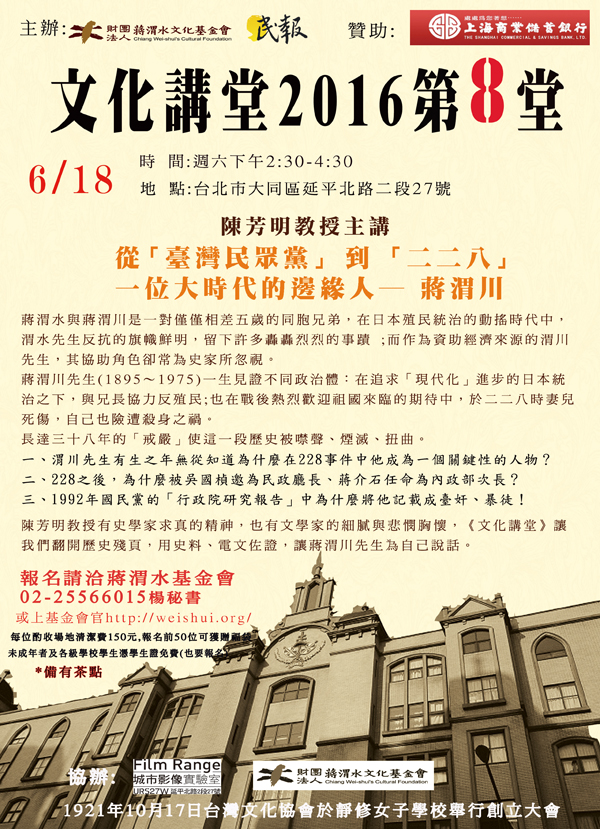 主辦:
財團法人 蔣渭水文化基金會
Chiang Wei-shui's Cultural Foundation
民報
贊助:
處處為您著想……
上海商業儲蓄銀行
THE SHANGHAI COMMERCIAL & SAVINGS BANK, LTD.
文化講堂2016第8堂
6/18
時 間:週六下午2:30-4:30
地 點:台北市大同區延平北路二段27號
陳芳明教授主講
從「臺灣民眾黨」到「二二八」
一位大時代的邊緣人─ 蔣渭川
蔣渭水與蔣渭川是一對僅僅相差五歲的同胞兄弟，在日本殖民統治的動搖時代中，
渭水先生反抗的旗幟鮮明，留下許多轟轟烈烈的事蹟 ;而作為資助經濟來源的渭川
先生，其協助角色卻常為史家所忽視。
蔣渭川先生(1895～1975)一生見證不同政治體：在追求「現代化」進步的日本統
治之下，與兄長協力反殖民;也在戰後熱烈歡迎祖國來臨的期待中，於二二八時妻兒
死傷，自己也險遭殺身之禍。
長達三十八年的「戒嚴」使這一段歷史被噤聲、煙滅、扭曲。
一、渭川先生有生之年無從知道為什麼在228事件中他成為一個關鍵性的人物？
二、228之後，為什麼被吳國楨邀為民政廳長、蔣介石任命為內政部次長？
三、1992年國民黨的「行政院研究報告」中為什麼將他記載成臺奸、暴徒！
陳芳明教授有史學家求真的精神，也有文學家的細膩與悲憫胸懷，《文化講堂》讓
我們翻開歷史殘頁，用史料、電文佐證，讓蔣渭川先生為自己說話。
報名請洽蔣渭水基金會
02-25566015楊秘書
或上基金會官http://weishui.org/
每位酌收場地清潔費150元,報名前50位可獲贈福袋
未成年者及各級學校學生憑學生證免費(也要報名)
*備有茶點
協辦:
Film Range
城市影像實驗室
URS27W 延平北路2段27號
財團法人 蔣渭水文化基金會
Chiang Wei-shui's Cultural Foundation
1921年10月17日台灣文化協會於靜修女子學校舉行創立大會